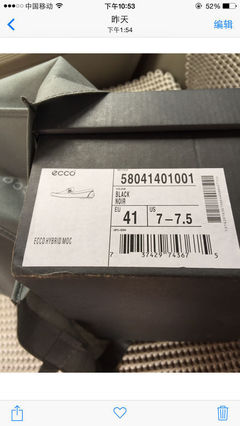 中国移动
下午10:53
52%
昨天
下午1:54
编辑
ecco
58041401001
BLACK
NOIR
EU
41
US
7-7.5
ECCO HYBRID MOC
7
37429
74367
5